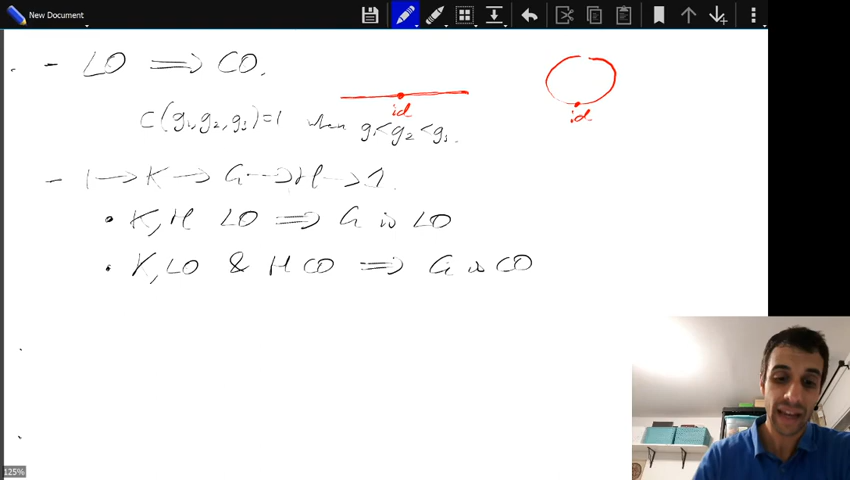 New Document
- LO ⟹ CO.
id
id
c(g₁,g₂,g₃)=1 when g₁<g₂<g₃.
- 1→K→G→H→1.
• K,H LO ⟹ G is LO
• K,LO & H CO ⟹ G is CO
125%